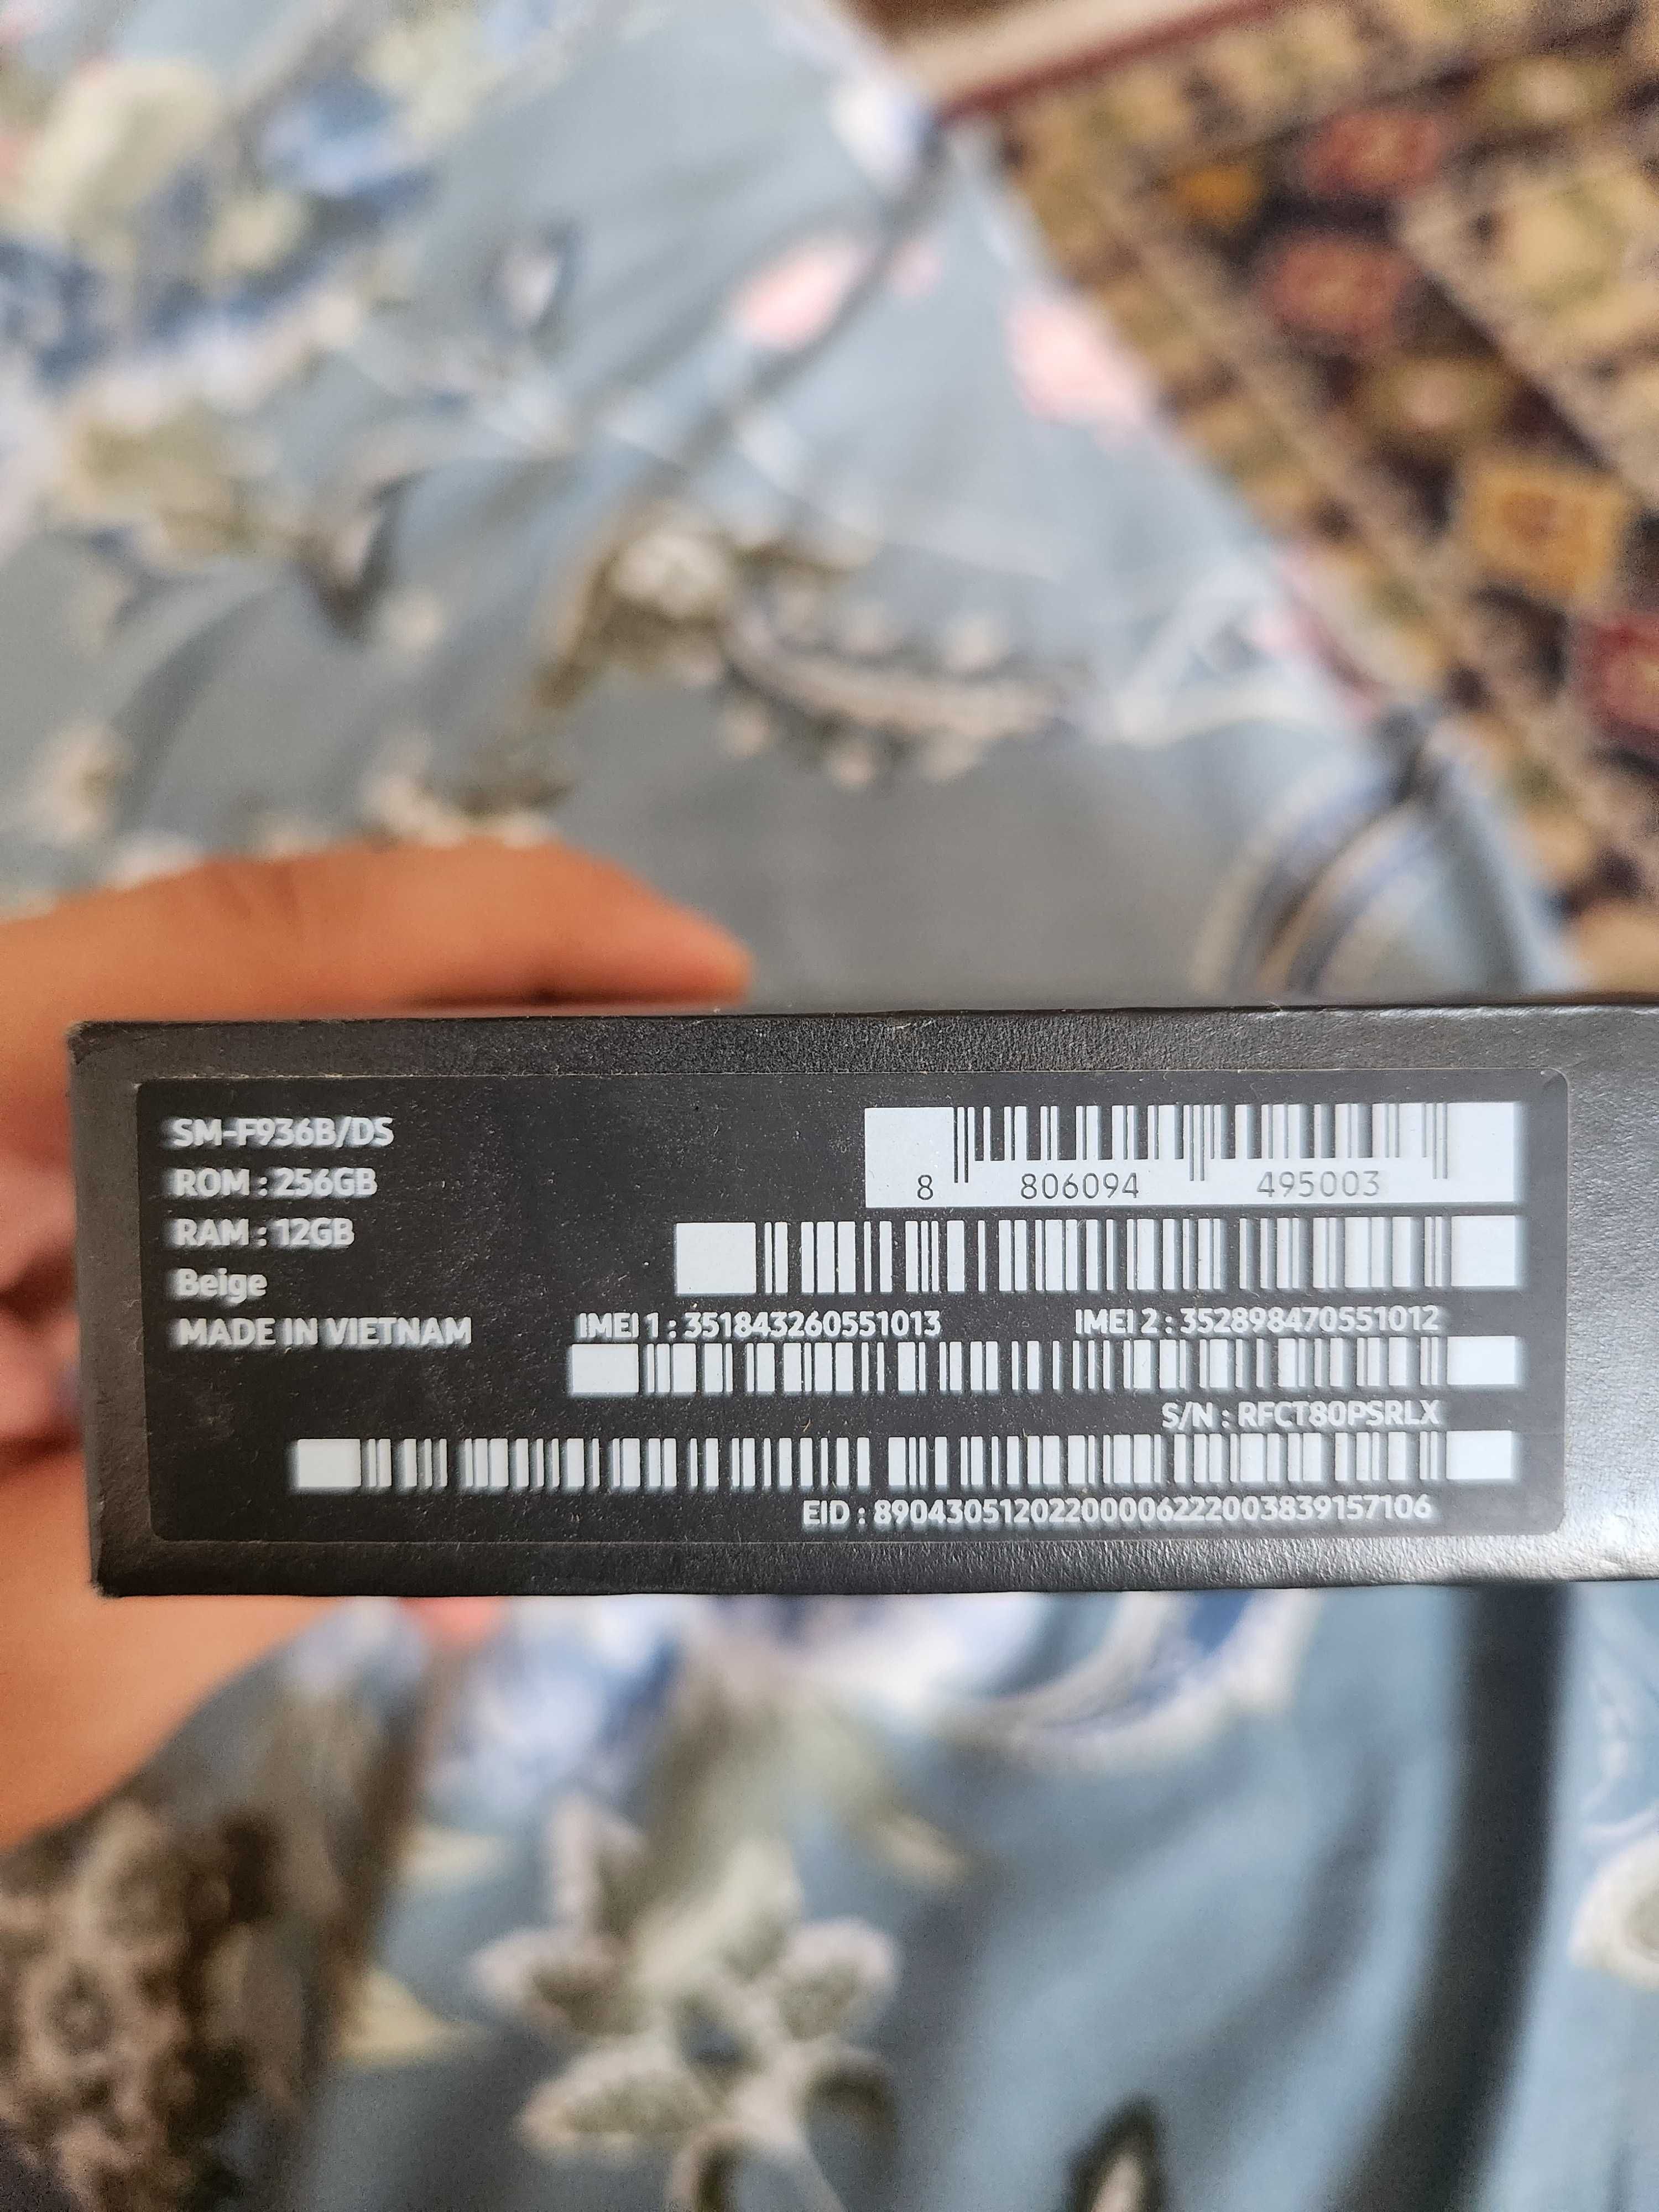 SM-F936B/DS
ROM : 256GB
RAM : 12GB
Beige
MADE IN VIETNAM
8 806094 495003
IMEI 1 : 351843260551013 IMEI 2 : 352898470551012
S/N : RFCT80PSRLX
EID : 89043051202200006222003839157106